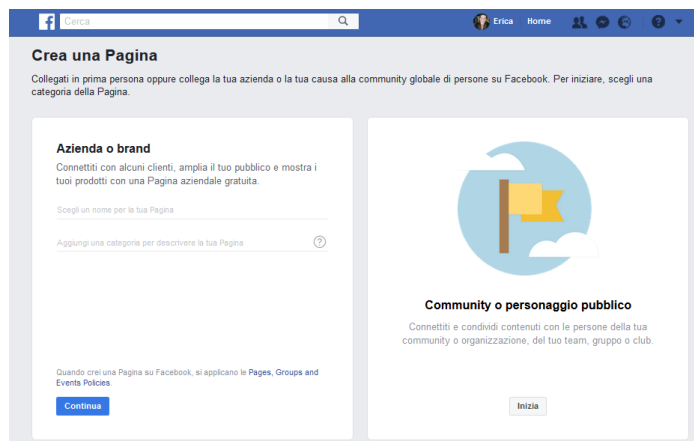 f
Cerca
Erica
Home
Crea una Pagina
Collegati in prima persona oppure collega la tua azienda o la tua causa alla community globale di persone su Facebook. Per iniziare, scegli una
categoria della Pagina.
Azienda o brand
Connettiti con alcuni clienti, amplia il tuo pubblico e mostra i
tuoi prodotti con una Pagina aziendale gratuita.
Scegli un nome per la tua Pagina
Aggiungi una categoria per descrivere la tua Pagina
?
Quando crei una Pagina su Facebook, si applicano le Pages, Groups and
Events Policies.
Continua
Community o personaggio pubblico
Connettiti e condividi contenuti con le persone della tua
community o organizzazione, del tuo team, gruppo o club.
Inizia